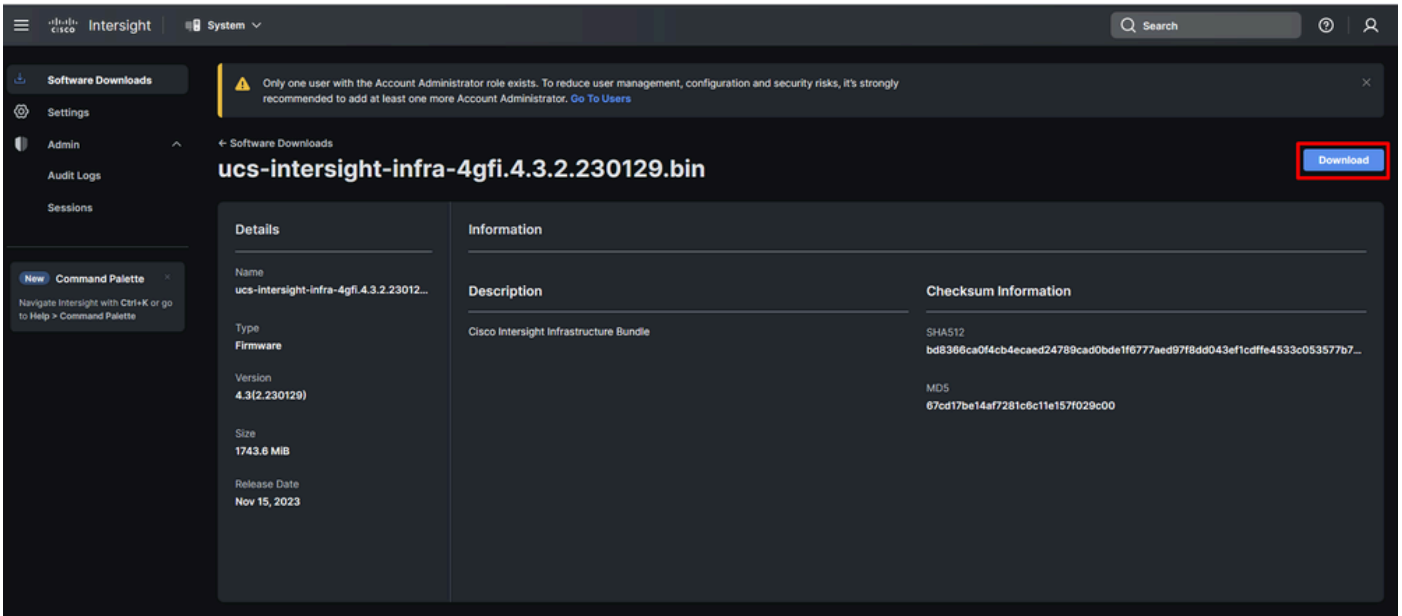 cisco Intersight
System
Search
Software Downloads
Settings
Admin
Audit Logs
Sessions
New Command Palette
Navigate Intersight with Ctrl+K or go
to Help > Command Palette
Only one user with the Account Administrator role exists. To reduce user management, configuration and security risks, it's strongly
recommended to add at least one more Account Administrator. Go To Users
← Software Downloads
ucs-intersight-infra-4gfi.4.3.2.230129.bin
Download
Details
Name
ucs-intersight-infra-4gfi.4.3.2.23012...
Type
Firmware
Version
4.3(2.230129)
Size
1743.6 MiB
Release Date
Nov 15, 2023
Information
Description
Cisco Intersight Infrastructure Bundle
Checksum Information
SHA512
bd8366ca0f4cb4ecaed24789cad0bde1f6777aed97f8dd043ef1cdffe4533c053577b7...
MD5
67cd17be14af7281c6c11e157f029c00